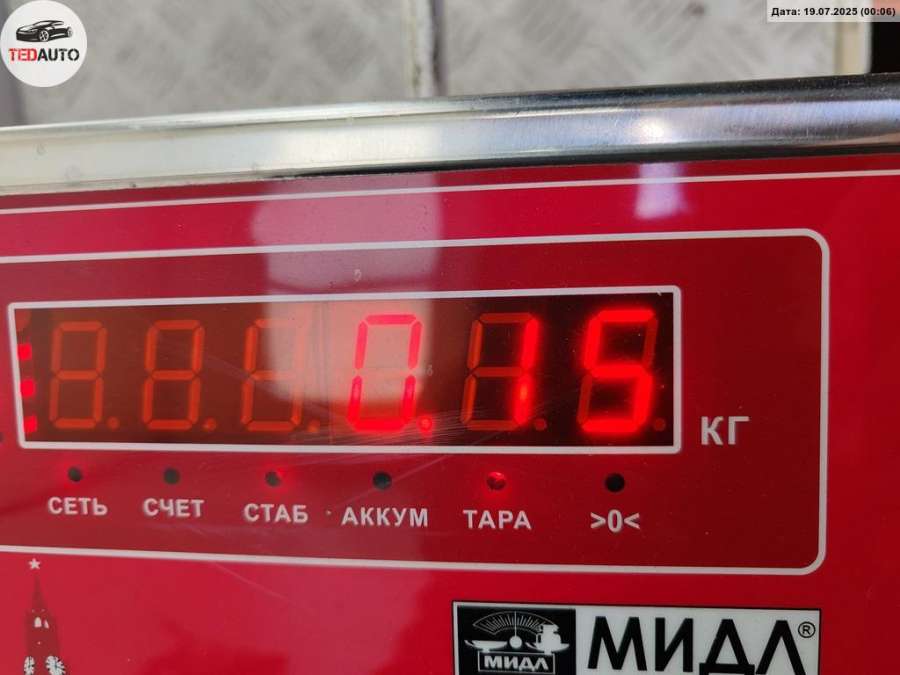 TEDAUTO
Дата: 19.07.2025 (00:06)
0.15
КГ
СЕТЬ СЧЕТ СТАБ АККУМ ТАРА >0<
МИДЛ МИДЛ®